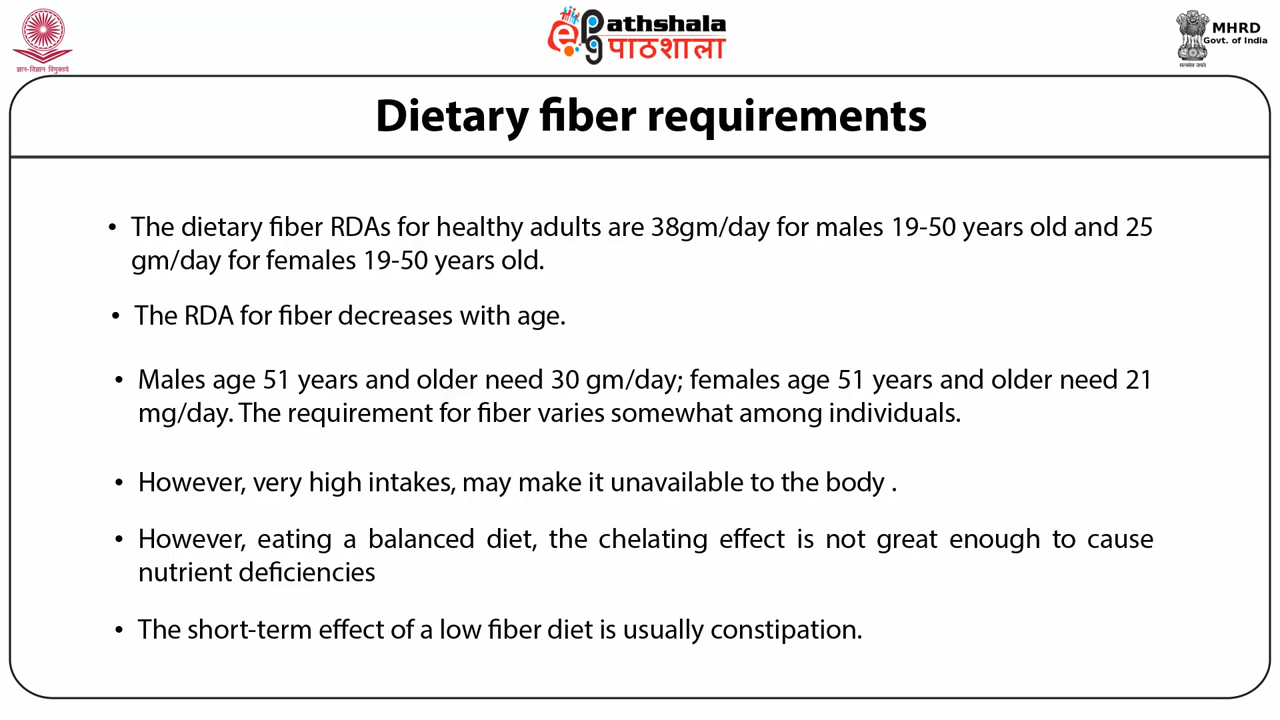 ज्ञान-विज्ञान विमुक्तये
epgathshala
पाठशाला
सत्यमेव जयते
MHRD
Govt. of India
Dietary fiber requirements
• The dietary fiber RDAs for healthy adults are 38gm/day for males 19-50 years old and 25
gm/day for females 19-50 years old.
• The RDA for fiber decreases with age.
• Males age 51 years and older need 30 gm/day; females age 51 years and older need 21
mg/day. The requirement for fiber varies somewhat among individuals.
• However, very high intakes, may make it unavailable to the body .
• However, eating a balanced diet, the chelating effect is not great enough to cause
nutrient deficiencies
• The short-term effect of a low fiber diet is usually constipation.